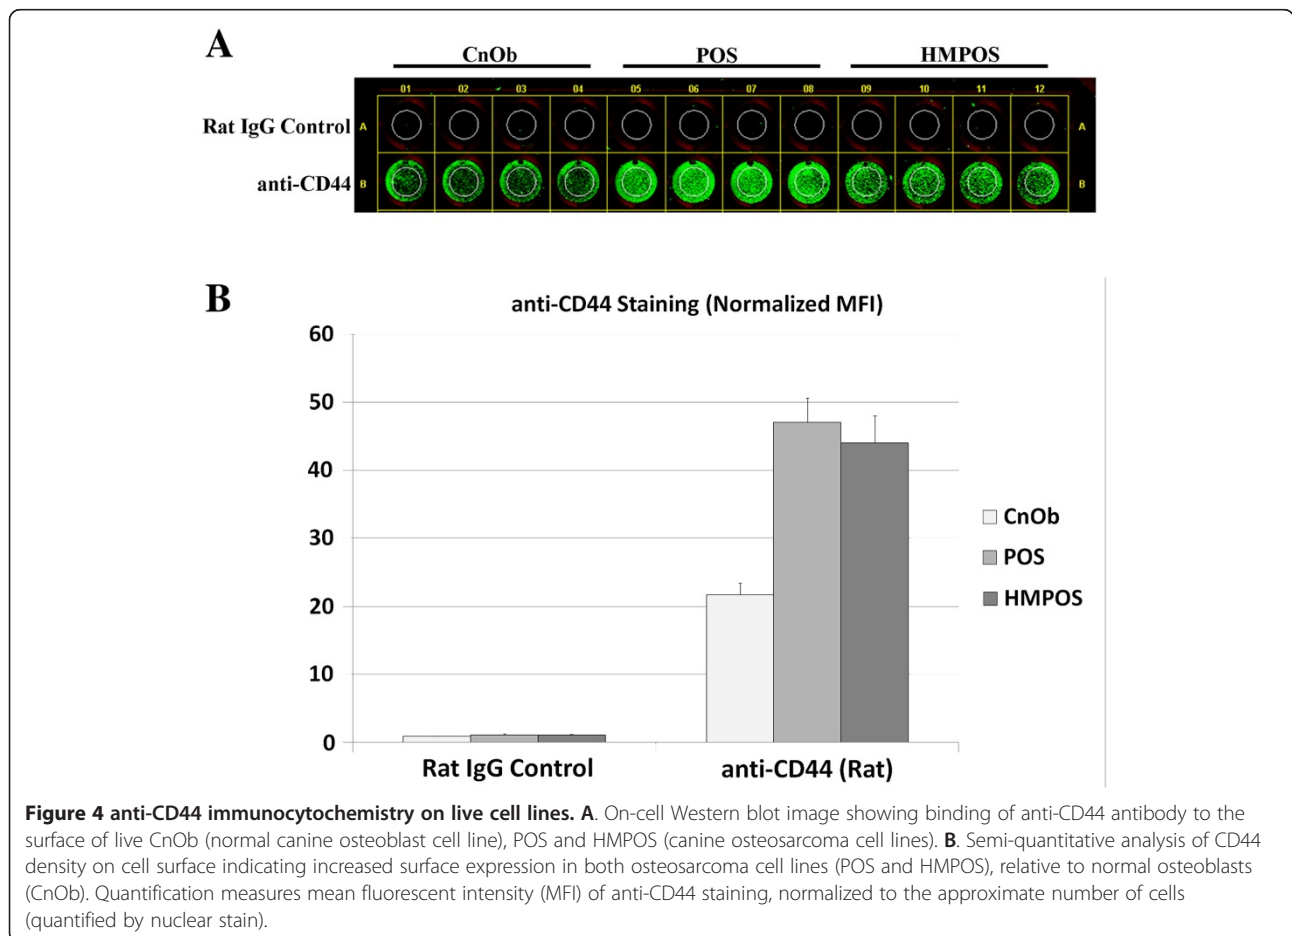 A
CnOb POS HMPOS
01 02 03 04 05 06 07 08 09 10 11 12
Rat IgG Control A A
anti-CD44 B B
B
anti-CD44 Staining (Normalized MFI)
60
50
40
30
20
10
0
CnOb
POS
HMPOS
Rat IgG Control anti-CD44 (Rat)
Figure 4 anti-CD44 immunocytochemistry on live cell lines. A. On-cell Western blot image showing binding of anti-CD44 antibody to the
surface of live CnOb (normal canine osteoblast cell line), POS and HMPOS (canine osteosarcoma cell lines). B. Semi-quantitative analysis of CD44
density on cell surface indicating increased surface expression in both osteosarcoma cell lines (POS and HMPOS), relative to normal osteoblasts
(CnOb). Quantification measures mean fluorescent intensity (MFI) of anti-CD44 staining, normalized to the approximate number of cells
(quantified by nuclear stain).